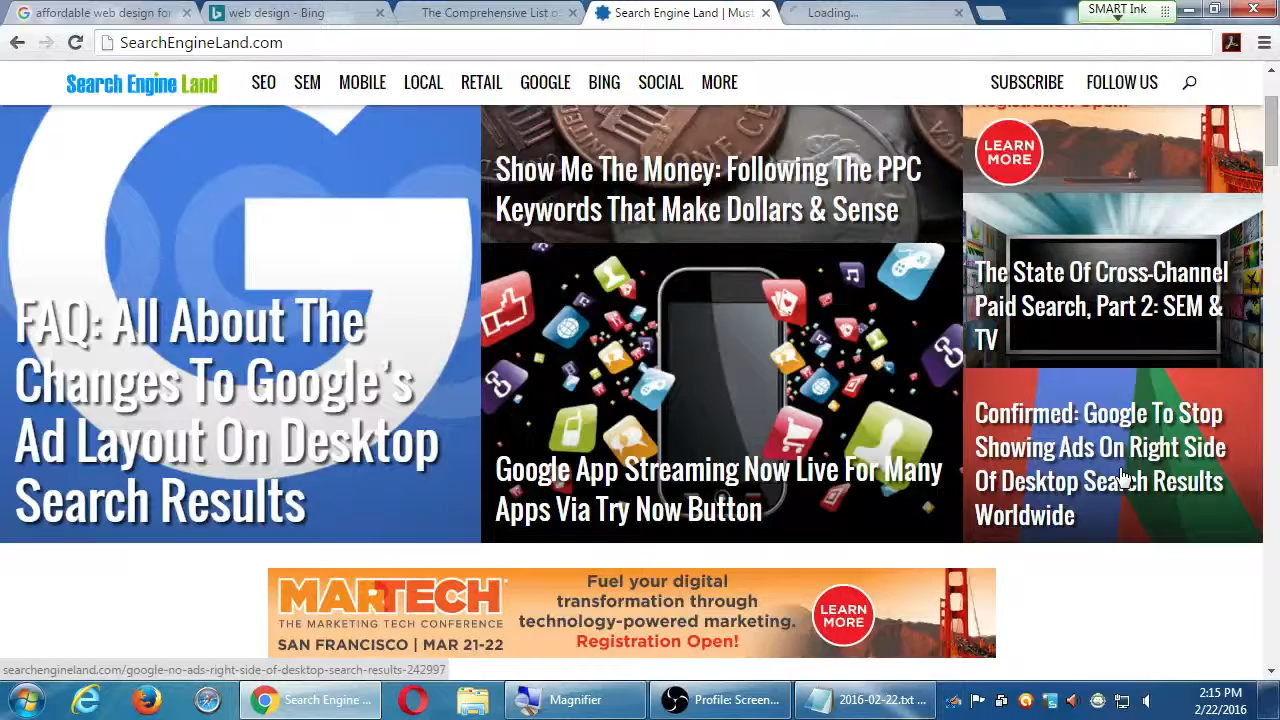 affordable web design for
web design - Bing
The Comprehensive List o
Search Engine Land | Must
Loading...
SMART Ink
SearchEngineLand.com
Search Engine Land
SEO SEM MOBILE LOCAL RETAIL GOOGLE BING SOCIAL MORE
SUBSCRIBE FOLLOW US
FAQ: All About The
Changes To Google's
Ad Layout On Desktop
Search Results
Show Me The Money: Following The PPC
Keywords That Make Dollars & Sense
Google App Streaming Now Live For Many
Apps Via Try Now Button
Registration Open!
LEARN
MORE
The State Of Cross-Channel
Paid Search, Part 2: SEM &
TV
Confirmed: Google To Stop
Showing Ads On Right Side
Of Desktop Search Results
Worldwide
MARTECH
THE MARKETING TECH CONFERENCE
SAN FRANCISCO | MAR 21-22
Fuel your digital
transformation through
technology-powered marketing.
Registration Open!
LEARN
MORE
searchengineland.com/google-no-ads-right-side-of-desktop-search-results-242997
Search Engine ...
Magnifier
Profile: Screen...
2016-02-22.txt ...
2:15 PM
2/22/2016